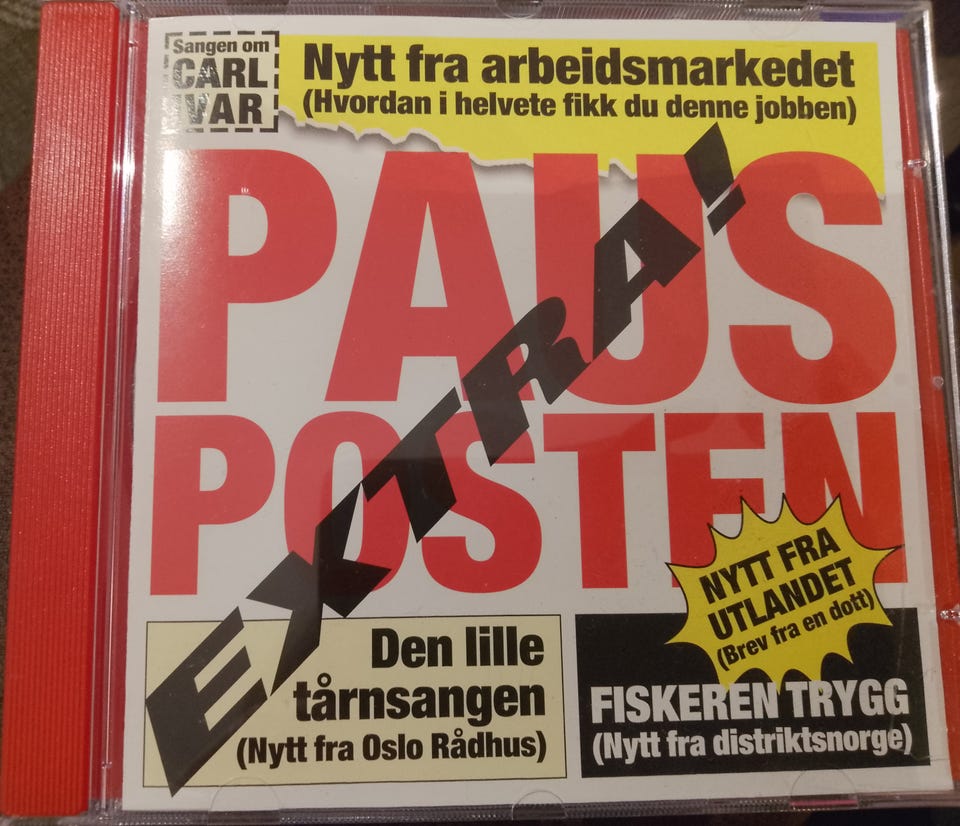 Sangen om
CARL
VAR
Nytt fra arbeidsmarkedet
(Hvordan i helvete fikk du denne jobben)
PAUS
POSTEN
EXTRA!
NYTT FRA
UTLANDET
(Brev fra en dott)
Den lille
tårnsangen
(Nytt fra Oslo Rådhus)
FISKEREN TRYGG
(Nytt fra distriktsnorge)